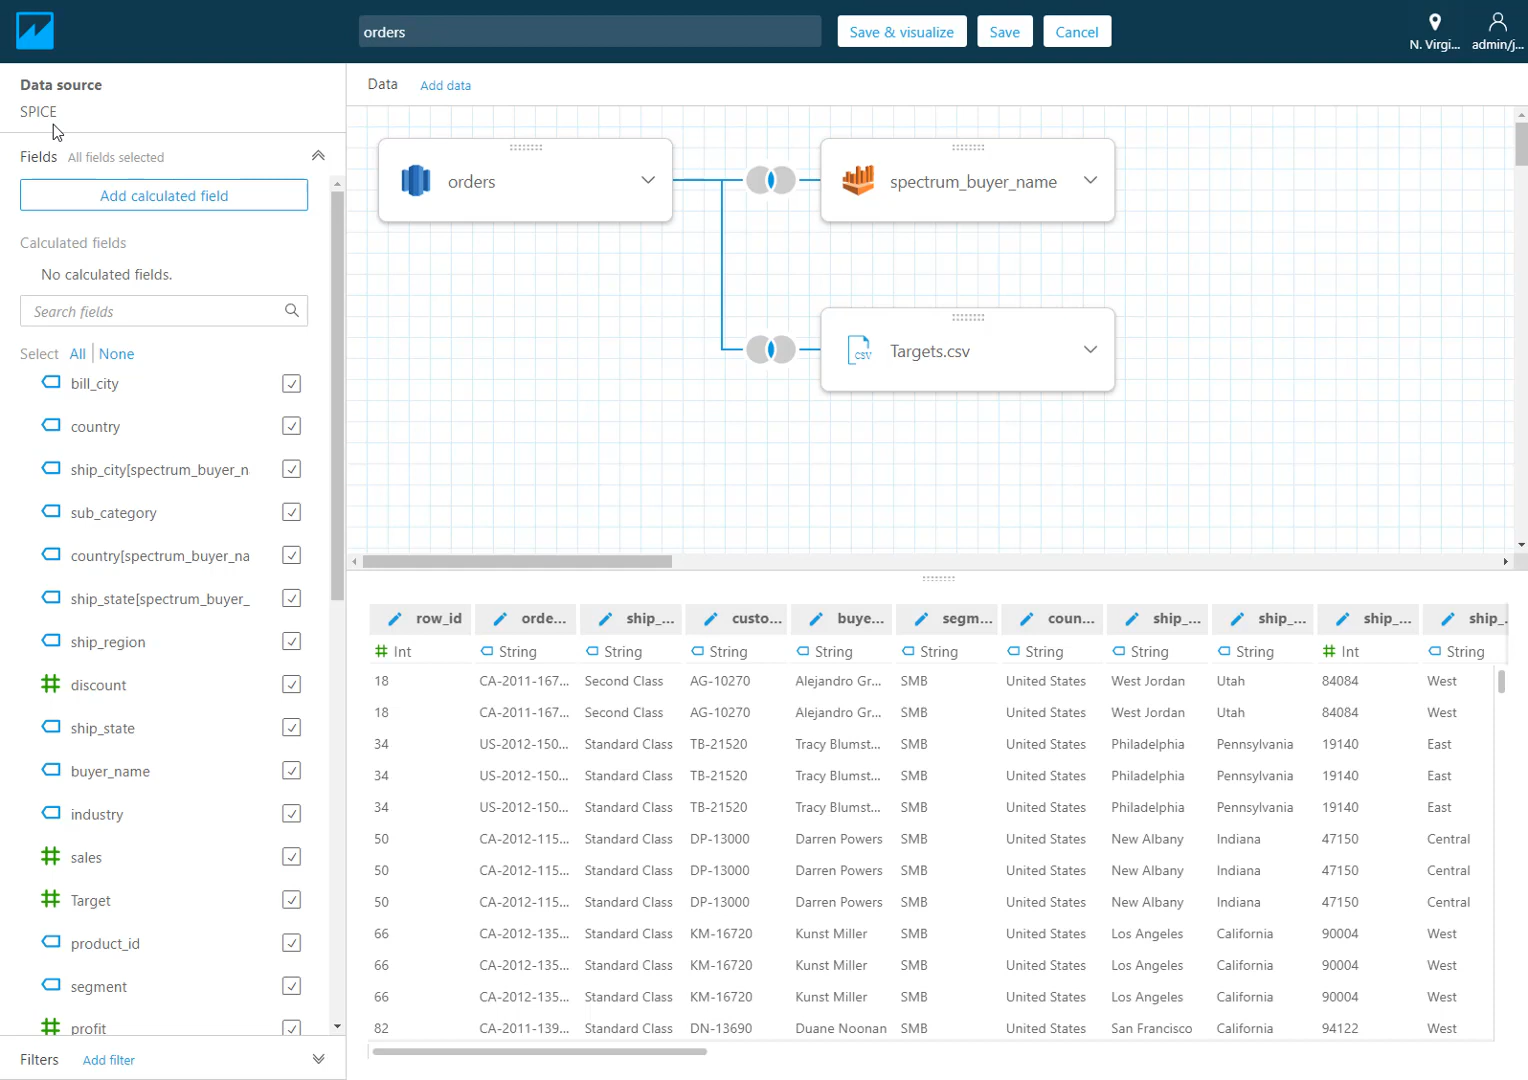 orders
Save & visualize
Save
Cancel
N. Virgi...
admin/j...
Data source
SPICE
Fields All fields selected
Add calculated field
Calculated fields
No calculated fields.
Search fields
Select All None
bill_city
country
ship_city[spectrum_buyer_n
sub_category
country[spectrum_buyer_na
ship_state[spectrum_buyer_
ship_region
discount
ship_state
buyer_name
industry
sales
Target
product_id
segment
profit
Filters Add filter
Data Add data
orders
spectrum_buyer_name
CSV
Targets.csv
row_id orde... ship_... custo... buye... segm... coun... ship_... ship_... ship_... ship_.
Int String String String String String String String String Int String
18 CA-2011-167... Second Class AG-10270 Alejandro Gr... SMB United States West Jordan Utah 84084 West
18 CA-2011-167... Second Class AG-10270 Alejandro Gr... SMB United States West Jordan Utah 84084 West
34 US-2012-150... Standard Class TB-21520 Tracy Blumst... SMB United States Philadelphia Pennsylvania 19140 East
34 US-2012-150... Standard Class TB-21520 Tracy Blumst... SMB United States Philadelphia Pennsylvania 19140 East
34 US-2012-150... Standard Class TB-21520 Tracy Blumst... SMB United States Philadelphia Pennsylvania 19140 East
50 CA-2012-115... Standard Class DP-13000 Darren Powers SMB United States New Albany Indiana 47150 Central
50 CA-2012-115... Standard Class DP-13000 Darren Powers SMB United States New Albany Indiana 47150 Central
50 CA-2012-115... Standard Class DP-13000 Darren Powers SMB United States New Albany Indiana 47150 Central
66 CA-2012-135... Standard Class KM-16720 Kunst Miller SMB United States Los Angeles California 90004 West
66 CA-2012-135... Standard Class KM-16720 Kunst Miller SMB United States Los Angeles California 90004 West
66 CA-2012-135... Standard Class KM-16720 Kunst Miller SMB United States Los Angeles California 90004 West
82 CA-2011-139... Standard Class DN-13690 Duane Noonan SMB United States San Francisco California 94122 West